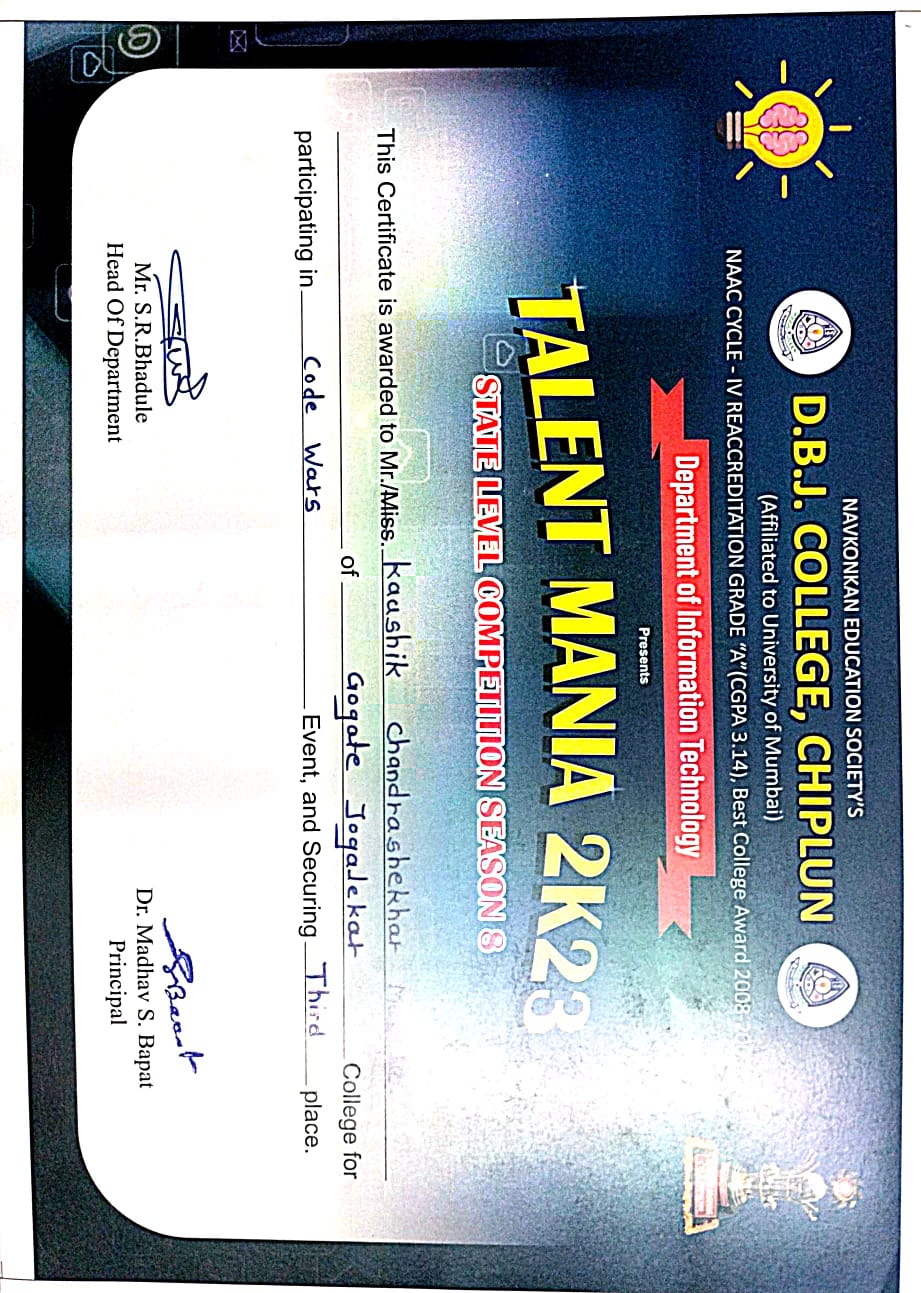 NAVKONKAN EDUCATION SOCIETY'S
D.B.J. COLLEGE, CHIPLUN
(Affiliated to University of Mumbai)
NAAC CYCLE - IV REACCREDITATION GRADE "A"(CGPA 3.14), Best College Award 2008-
Department of Information Technology
Presents
TALENT MANIA 2K23
STATE LEVEL COMPETITION SEASON 8
This Certificate is awarded to Mr./Miss. Kaushik Chandrashekhar
of Gogate Jogalekar College for
participating in Code Wars Event, and Securing Third place.
Mr. S.R.Bhadule
Head Of Department
Dr. Madhav S. Bapat
Principal